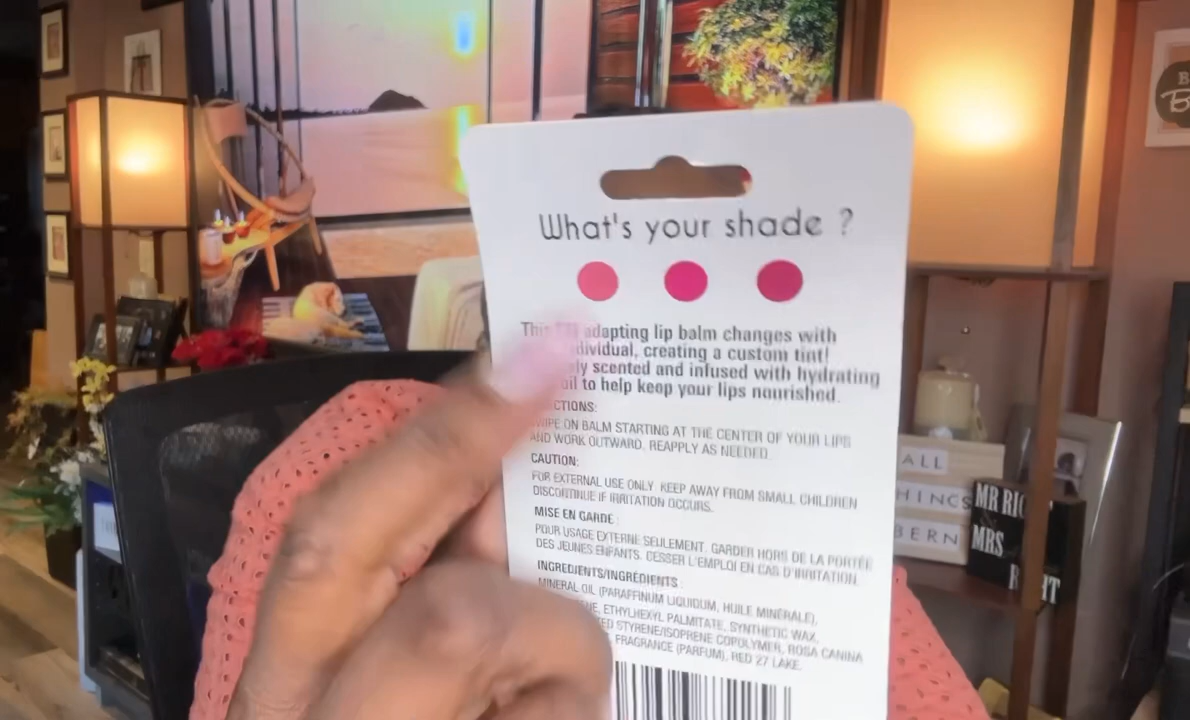 What's your shade ?
adapting lip balm changes with
individual, creating a custom tint!
scented and infused with hydrating
oil to help keep your lips nourished.
WIPE ON BALM STARTING AT THE CENTER OF YOUR LIPS
AND WORK OUTWARD. REAPPLY AS NEEDED.
CAUTION:
FOR EXTERNAL USE ONLY. KEEP AWAY FROM SMALL CHILDREN
DISCONTINUE IF IRRITATION OCCURS.
MISE EN GARDE :
POUR USAGE EXTERNE SEULEMENT. GARDER HORS DE LA PORTÉE
DES JEUNES ENFANTS. CESSER L'EMPLOI EN CAS D'IRRITATION.
INGREDIENTS/INGRÉDIENTS :
MINERAL OIL (PARAFFINUM LIQUIDUM, HUILE MINÉRALE),
ETHYLHEXYL PALMITATE, SYNTHETIC WAX,
STYRENE/ISOPRENE COPOLYMER, ROSA CANINA
FRAGRANCE (PARFUM), RED 27 LAKE.
ALL
HINGS
BERN
MR RIG
MRS